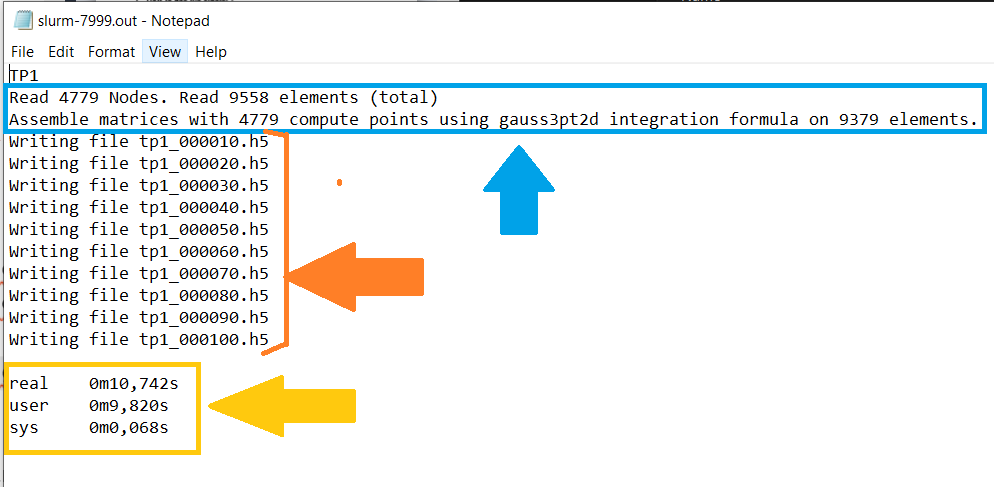 slurm-7999.out - Notepad
File Edit Format View Help
TP1
Read 4779 Nodes. Read 9558 elements (total)
Assemble matrices with 4779 compute points using gauss3pt2d integration formula on 9379 elements.
Writing file tp1_000010.h5
Writing file tp1_000020.h5
Writing file tp1_000030.h5
Writing file tp1_000040.h5
Writing file tp1_000050.h5
Writing file tp1_000060.h5
Writing file tp1_000070.h5
Writing file tp1_000080.h5
Writing file tp1_000090.h5
Writing file tp1_000100.h5
real 0m10,742s
user 0m9,820s
sys 0m0,068s